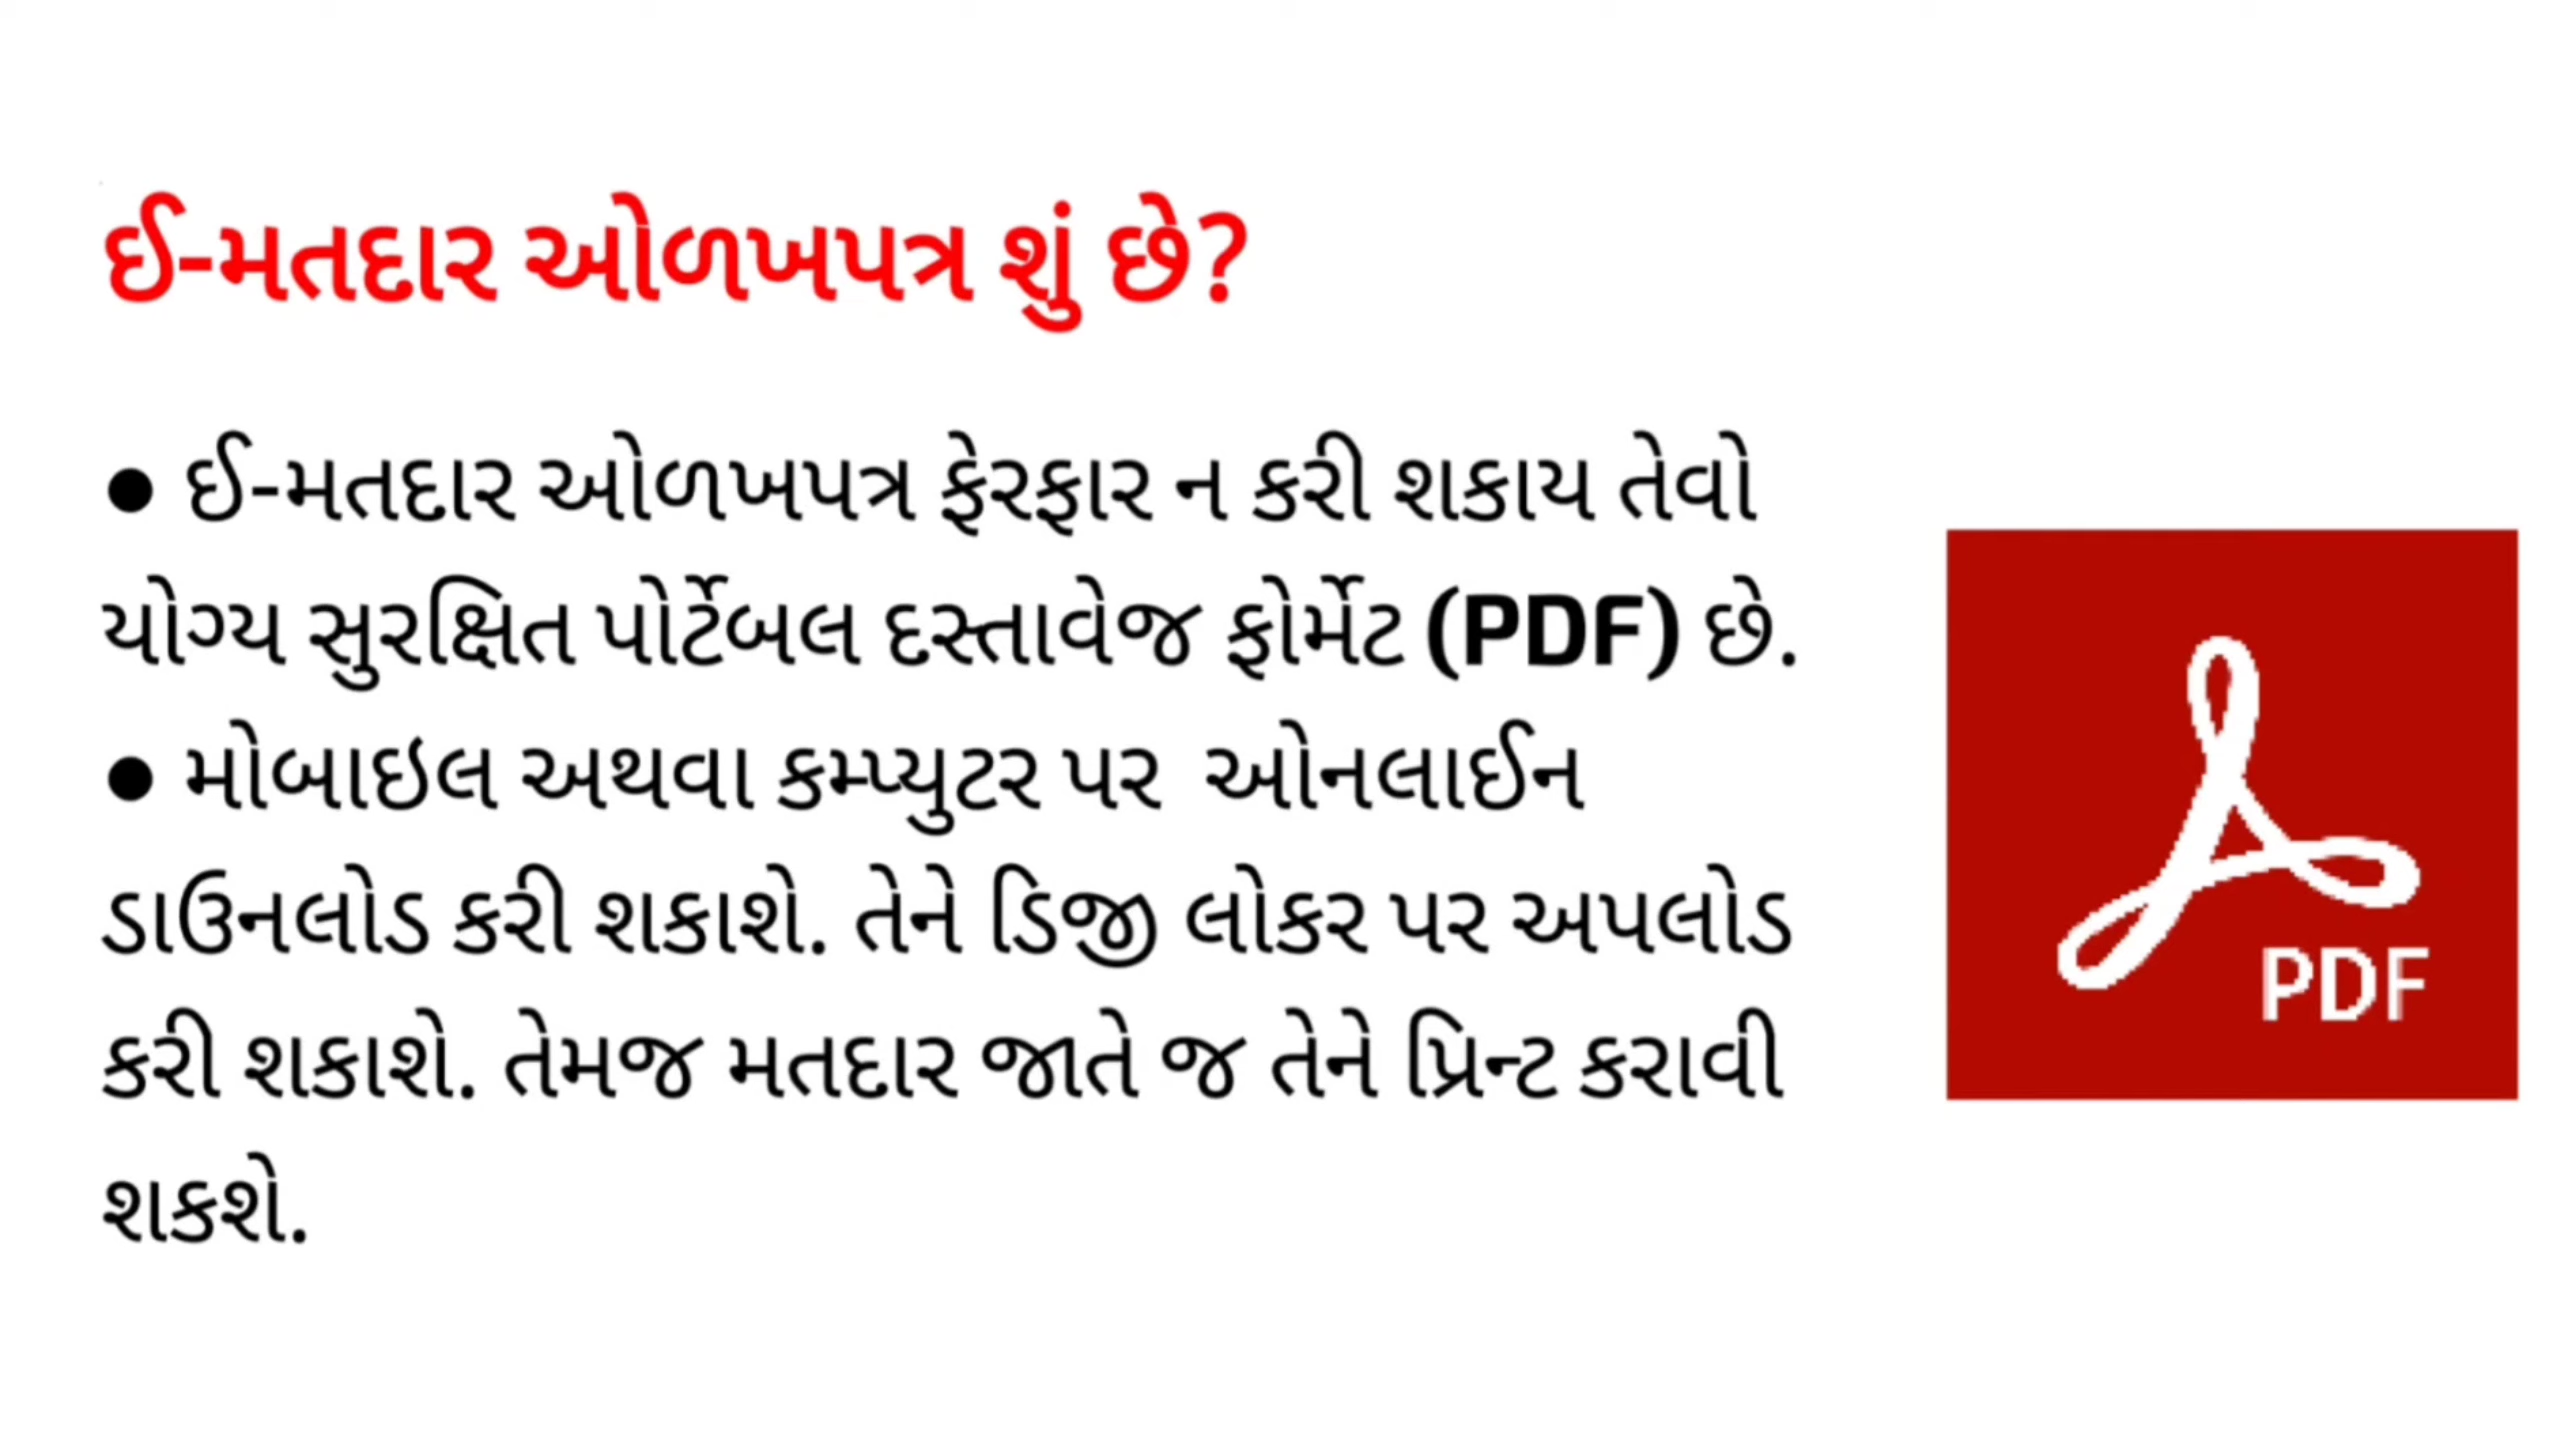 ઈ-મતદાર ઓળખપત્ર શું છે?
● ઈ-મતદાર ઓળખપત્ર ફેરફાર ન કરી શકાય તેવો
યોગ્ય સુરક્ષિત પોર્ટેબલ દસ્તાવેજ ફોર્મેટ (PDF) છે.
● મોબાઇલ અથવા કમ્પ્યુટર પર ઓનલાઈન
ડાઉનલોડ કરી શકાશે. તેને ડિજી લોકર પર અપલોડ
કરી શકાશે. તેમજ મતદાર જાતે જ તેને પ્રિન્ટ કરાવી
શકશે.
PDF